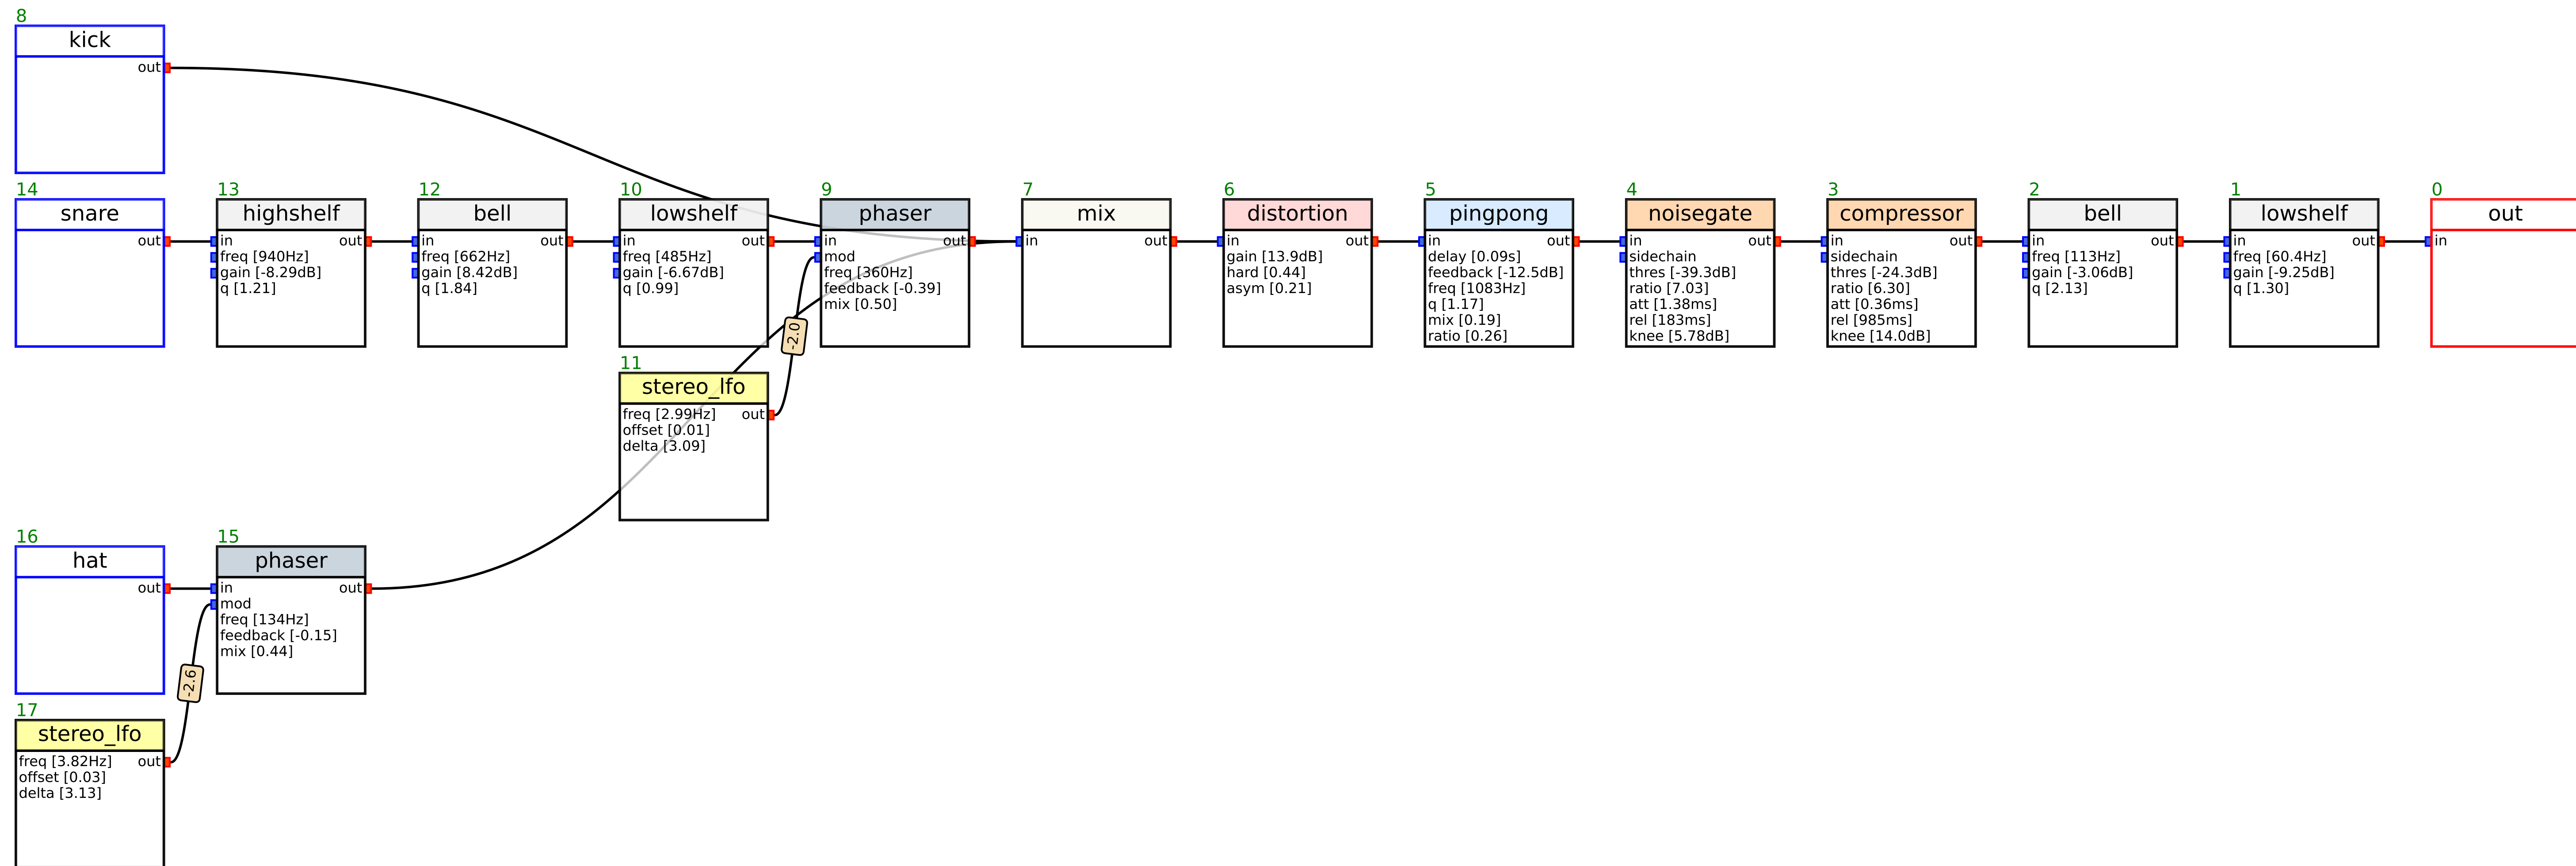 8
kick
out
14
snare
out
13
highshelf
in out
freq [940Hz]
gain [-8.29dB]
q [1.21]
12
bell
in out
freq [662Hz]
gain [8.42dB]
q [1.84]
10
lowshelf
in out
freq [485Hz]
gain [-6.67dB]
q [0.99]
9
phaser
in out
mod
freq [360Hz]
feedback [-0.39]
mix [0.50]
7
mix
in out
6
distortion
in out
gain [13.9dB]
hard [0.44]
asym [0.21]
5
pingpong
in out
delay [0.09s]
feedback [-12.5dB]
freq [1083Hz]
q [1.17]
mix [0.19]
ratio [0.26]
4
noisegate
in out
sidechain
thres [-39.3dB]
ratio [7.03]
att [1.38ms]
rel [183ms]
knee [5.78dB]
3
compressor
in out
sidechain
thres [-24.3dB]
ratio [6.30]
att [0.36ms]
rel [985ms]
knee [14.0dB]
2
bell
in out
freq [113Hz]
gain [-3.06dB]
q [2.13]
1
lowshelf
in out
freq [60.4Hz]
gain [-9.25dB]
q [1.30]
0
out
in
-2.0
11
stereo_lfo
freq [2.99Hz] out
offset [0.01]
delta [3.09]
16
hat
out
15
phaser
in out
mod
freq [134Hz]
feedback [-0.15]
mix [0.44]
-2.6
17
stereo_lfo
freq [3.82Hz] out
offset [0.03]
delta [3.13]